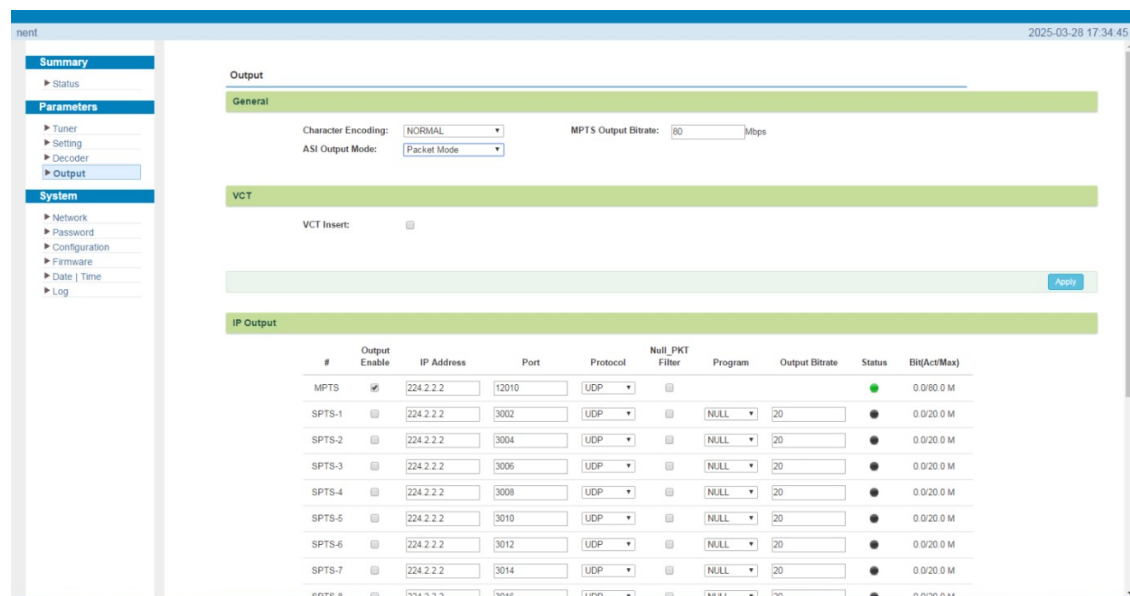 nent 2025-03-28 17:34:45
Summary
Status
Parameters
Tuner
Setting
Decoder
Output
System
Network
Password
Configuration
Firmware
Date | Time
Log
Output
General
Character Encoding: NORMAL MPTS Output Bitrate: 80 Mbps
ASI Output Mode: Packet Mode
VCT
VCT Insert:
Apply
IP Output
# Output Enable IP Address Port Protocol Null_PKT Filter Program Output Bitrate Status Bit(Act/Max)
MPTS 224.2.2.2 12010 UDP 0.0/80.0 M
SPTS-1 224.2.2.2 3002 UDP NULL 20 0.0/20.0 M
SPTS-2 224.2.2.2 3004 UDP NULL 20 0.0/20.0 M
SPTS-3 224.2.2.2 3006 UDP NULL 20 0.0/20.0 M
SPTS-4 224.2.2.2 3008 UDP NULL 20 0.0/20.0 M
SPTS-5 224.2.2.2 3010 UDP NULL 20 0.0/20.0 M
SPTS-6 224.2.2.2 3012 UDP NULL 20 0.0/20.0 M
SPTS-7 224.2.2.2 3014 UDP NULL 20 0.0/20.0 M